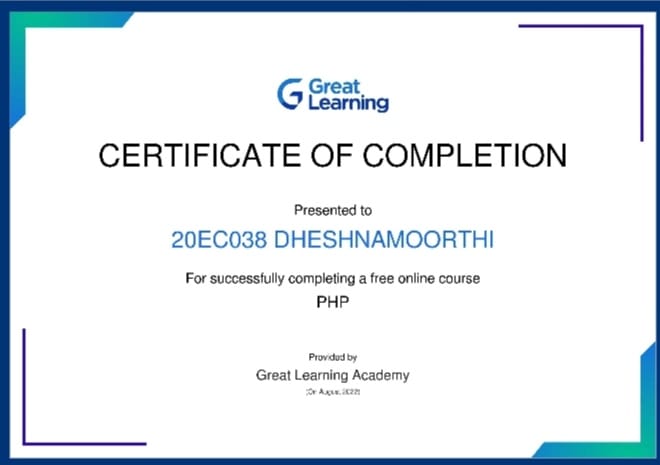 Great
Learning
CERTIFICATE OF COMPLETION
Presented to
20EC038 DHESHNAMOORTHI
For successfully completing a free online course
PHP
Provided by
Great Learning Academy
(On August 2022)